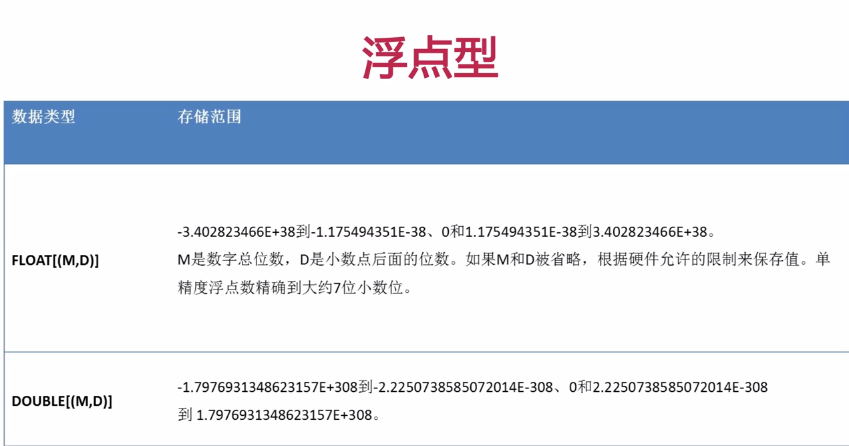 浮点型
数据类型 存储范围
-3.402823466E+38到-1.175494351E-38、0和1.175494351E-38到3.402823466E+38。
FLOAT[(M,D)] M是数字总位数，D是小数点后面的位数。如果M和D被省略，根据硬件允许的限制来保存值。单
精度浮点数精确到大约7位小数位。
-1.7976931348623157E+308到-2.2250738585072014E-308、0和2.2250738585072014E-308
DOUBLE[(M,D)]
到 1.7976931348623157E+308。